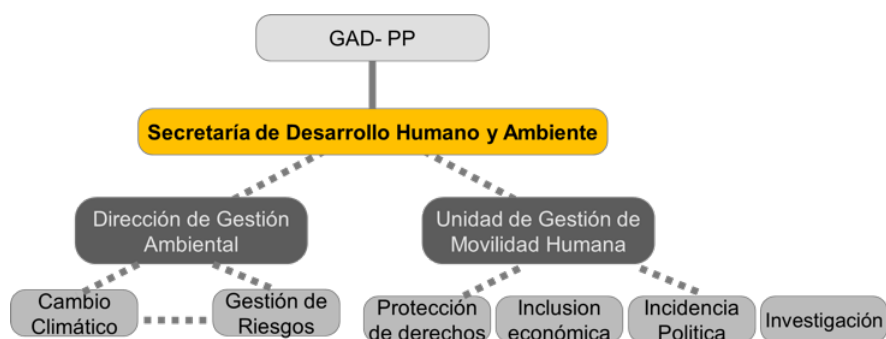 GAD- PP
Secretaría de Desarrollo Humano y Ambiente
Dirección de Gestión
Ambiental
Unidad de Gestión de
Movilidad Humana
Cambio
Climático
Gestión de
Riesgos
Protección
de derechos
Inclusion
económica
Incidencia
Politica
Investigación